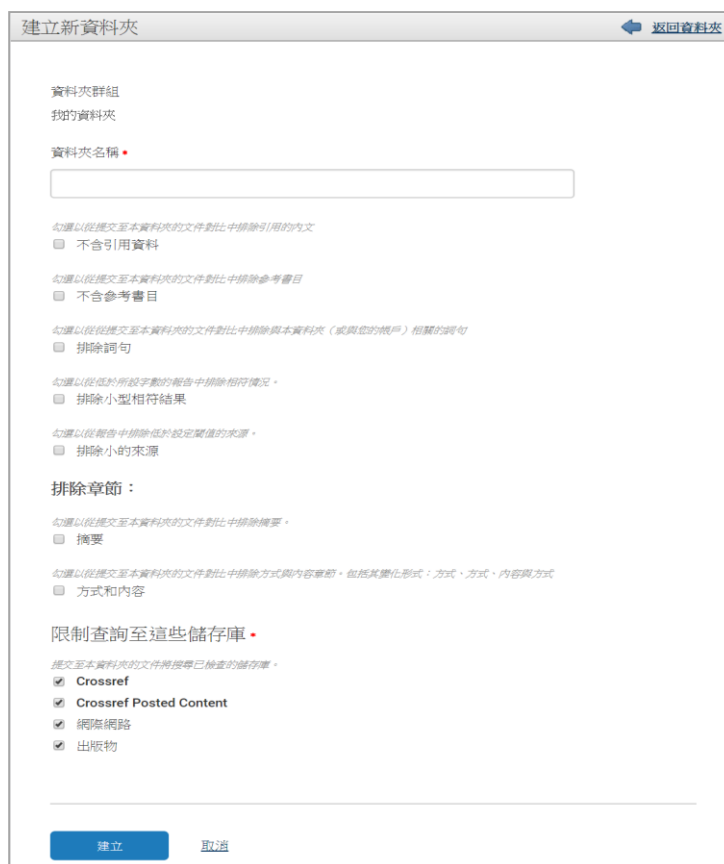 建立新資料夾
返回資料夾
資料夾群組
我的資料夾
資料夾名稱•
勾選以從提交至本資料夾的文件對比中排除引用的內文
不含引用資料
勾選以從提交至本資料夾的文件對比中排除參考書目
不含參考書目
勾選以從從提交至本資料夾的文件對比中排除與本資料夾（或與您的帳戶）相關的詞句
排除詞句
勾選以從低於所設字數的報告中排除相符情況。
排除小型相符結果
勾選以從報告中排除低於設定閾值的來源。
排除小的來源
排除章節：
勾選以從提交至本資料夾的文件對比中排除摘要。
摘要
勾選以從提交至本資料夾的文件對比中排除方式與內容章節，包括其變化形式：方式、方式、內容與方式
方式和內容
限制查詢至這些儲存庫•
提交至本資料夾的文件將搜尋已檢查的儲存庫。
Crossref
Crossref Posted Content
網際網路
出版物
建立
取消